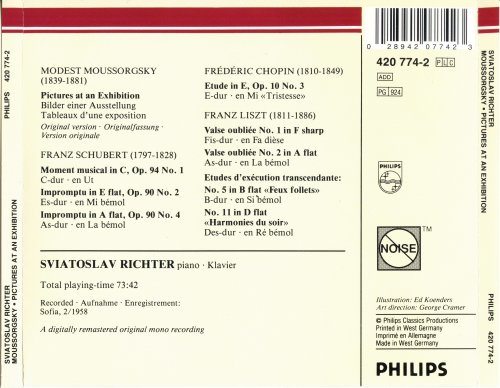 PHILIPS 420 774-2
SVIATOSLAV RICHTER
MOUSSORGSKY • PICTURES AT AN EXHIBITION
MODEST MOUSSORGSKY
(1839-1881)
Pictures at an Exhibition
Bilder einer Ausstellung
Tableaux d'une exposition
Original version · Originalfassung ·
Version originale
FRANZ SCHUBERT (1797-1828)
Moment musical in C, Op. 94 No. 1
C-dur · en Ut
Impromptu in E flat, Op. 90 No. 2
Es-dur · en Mi bémol
Impromptu in A flat, Op. 90 No. 4
As-dur · en La bémol
FRÉDÉRIC CHOPIN (1810-1849)
Etude in E, Op. 10 No. 3
E-dur · en Mi «Tristesse»
FRANZ LISZT (1811-1886)
Valse oubliée No. 1 in F sharp
Fis-dur · en Fa dièse
Valse oubliée No. 2 in A flat
As-dur · en La bémol
Etudes d'exécution transcendante:
No. 5 in B flat «Feux follets»
B-dur · en Si bémol
No. 11 in D flat
«Harmonies du soir»
Des-dur · en Ré bémol
SVIATOSLAV RICHTER piano · Klavier
Total playing-time 73:42
Recorded · Aufnahme · Enregistrement:
Sofia, 2/1958
A digitally remastered original mono recording
0 28942 07742 3
420 774-2 PLC
ADD
PG 924
PHILIPS
NO NOISE TM
Illustration: Ed Koenders
Art direction: George Cramer
℗ Philips Classics Productions
Printed in West Germany
Imprimé en Allemagne
Made in West Germany
PHILIPS
SVIATOSLAV RICHTER
MOUSSORGSKY • PICTURES AT AN EXHIBITION
PHILIPS 420 774-2